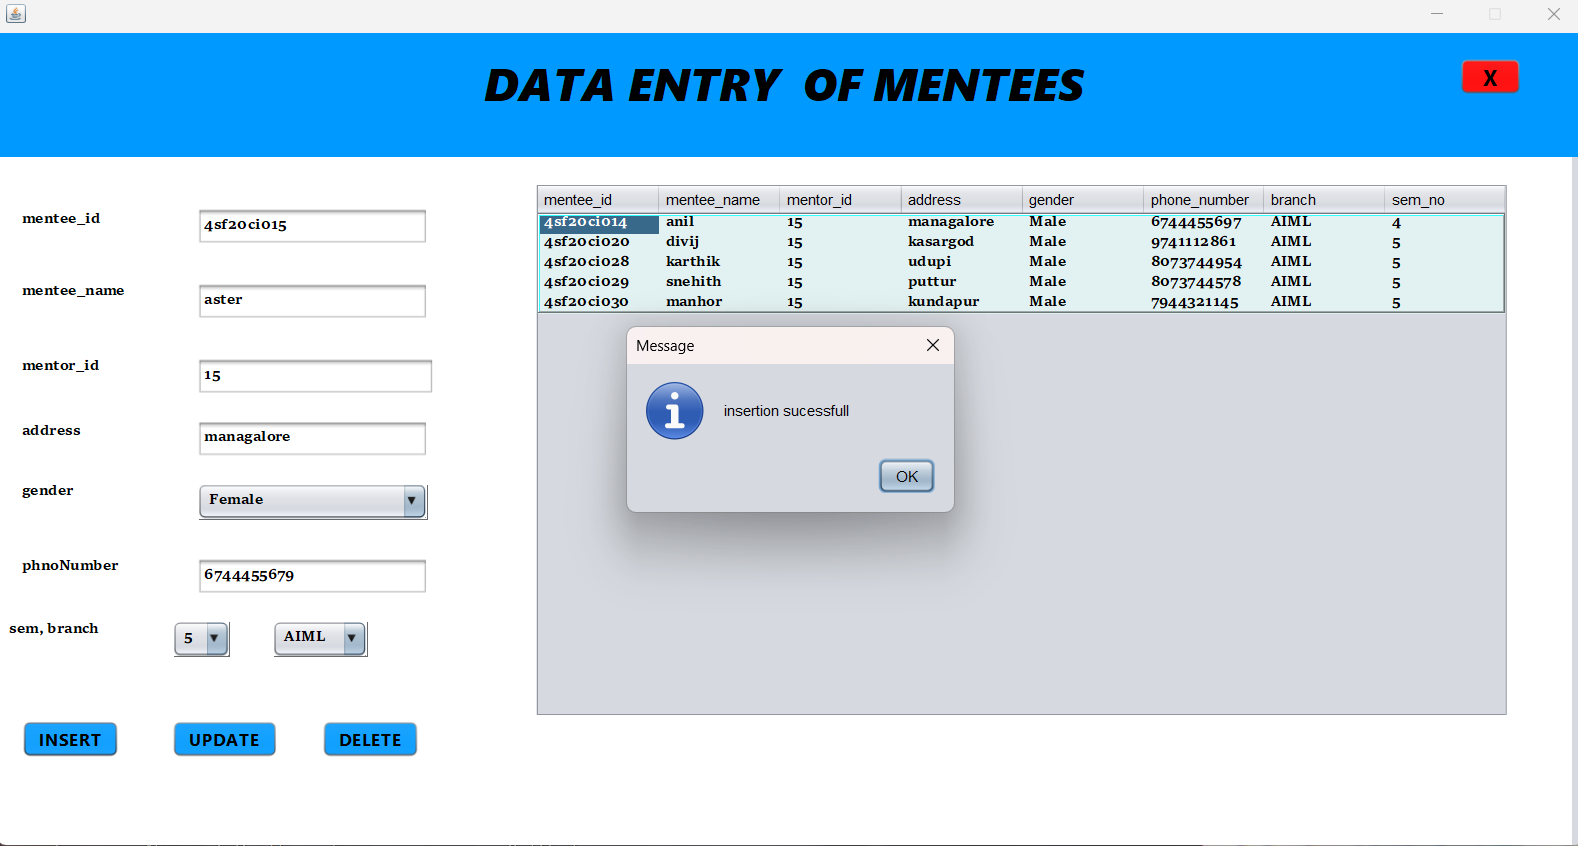 DATA ENTRY OF MENTEES
X
mentee_id
4sf20ci015
mentee_name
aster
mentor_id
15
address
managalore
gender
Female
phnoNumber
6744455679
sem, branch
5
AIML
INSERT
UPDATE
DELETE
mentee_id mentee_name mentor_id address gender phone_number branch sem_no
4sf20ci014 anil 15 managalore Male 6744455697 AIML 4
4sf20ci020 divij 15 kasargod Male 9741112861 AIML 5
4sf20ci028 karthik 15 udupi Male 8073744954 AIML 5
4sf20ci029 snehith 15 puttur Male 8073744578 AIML 5
4sf20ci030 manhor 15 kundapur Male 7944321145 AIML 5
Message
insertion sucessfull
OK